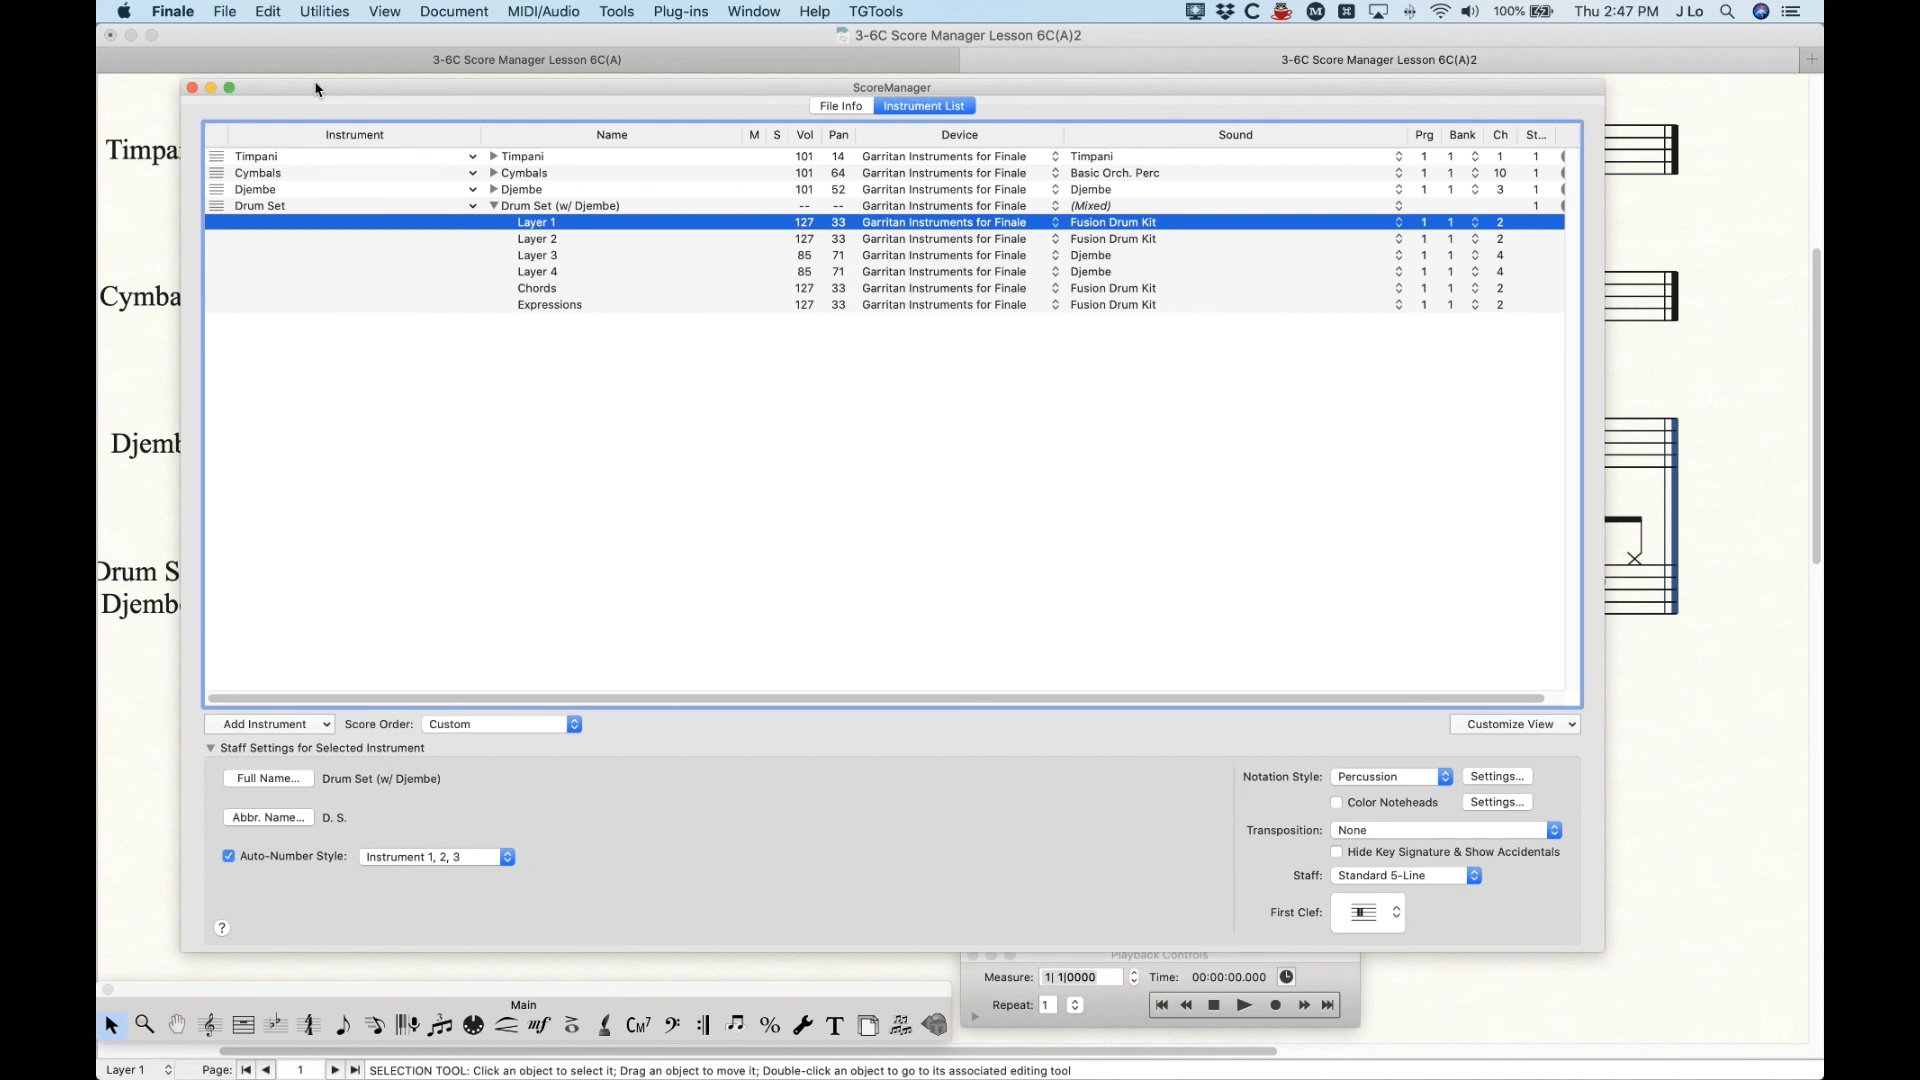 Finale File Edit Utilities View Document MIDI/Audio Tools Plug-ins Window Help TGTools 100% Thu 2:47 PM J Lo
3-6C Score Manager Lesson 6C(A)2
3-6C Score Manager Lesson 6C(A) 3-6C Score Manager Lesson 6C(A)2
ScoreManager
File Info Instrument List
Instrument Name M S Vol Pan Device Sound Prg Bank Ch St...
Timpani Timpani 101 14 Garritan Instruments for Finale Timpani 1 1 1 1
Cymbals Cymbals 101 64 Garritan Instruments for Finale Basic Orch. Perc 1 1 10 1
Djembe Djembe 101 52 Garritan Instruments for Finale Djembe 1 1 3 1
Drum Set Drum Set (w/ Djembe) -- -- Garritan Instruments for Finale (Mixed) 1
Layer 1 127 33 Garritan Instruments for Finale Fusion Drum Kit 1 1 2
Layer 2 127 33 Garritan Instruments for Finale Fusion Drum Kit 1 1 2
Layer 3 85 71 Garritan Instruments for Finale Djembe 1 1 4
Layer 4 85 71 Garritan Instruments for Finale Djembe 1 1 4
Chords 127 33 Garritan Instruments for Finale Fusion Drum Kit 1 1 2
Expressions 127 33 Garritan Instruments for Finale Fusion Drum Kit 1 1 2
Timpa
Cymba
Djemb
Drum S
Djemb
Add Instrument Score Order: Custom Customize View
Staff Settings for Selected Instrument
Full Name... Drum Set (w/ Djembe)
Abbr. Name... D. S.
Auto-Number Style: Instrument 1, 2, 3
Notation Style: Percussion Settings...
Color Noteheads Settings...
Transposition: None
Hide Key Signature & Show Accidentals
Staff: Standard 5-Line
First Clef:
?
Playback Controls
Measure: 1| 1|0000 Time: 00:00:00.000
Repeat: 1
Main
mf CM7 % T
Layer 1 Page: 1 SELECTION TOOL: Click an object to select it; Drag an object to move it; Double-click an object to go to its associated editing tool